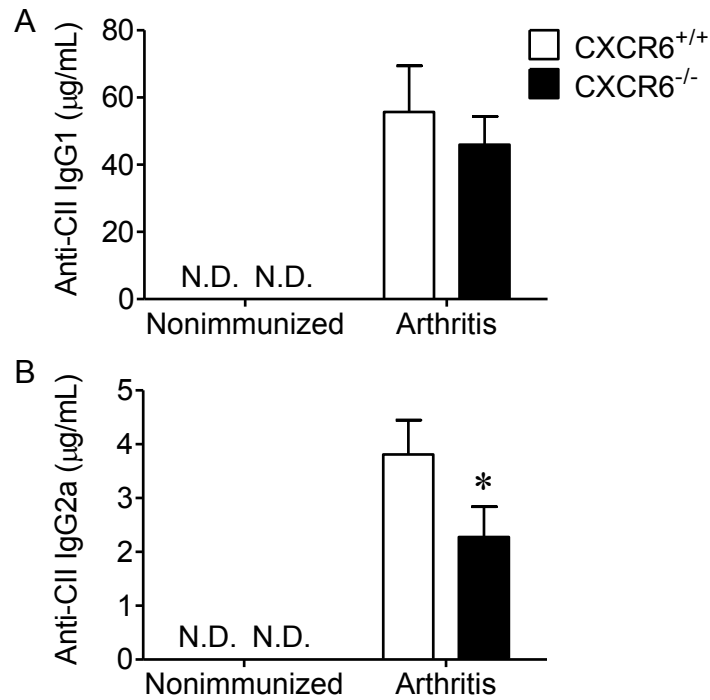 A
Anti-CII IgG1 (µg/mL)
80
60
40
20
0
N.D. N.D.
Nonimmunized Arthritis
CXCR6+/+
CXCR6-/-
B
Anti-CII IgG2a (µg/mL)
5
4
3
2
1
0
*
N.D. N.D.
Nonimmunized Arthritis